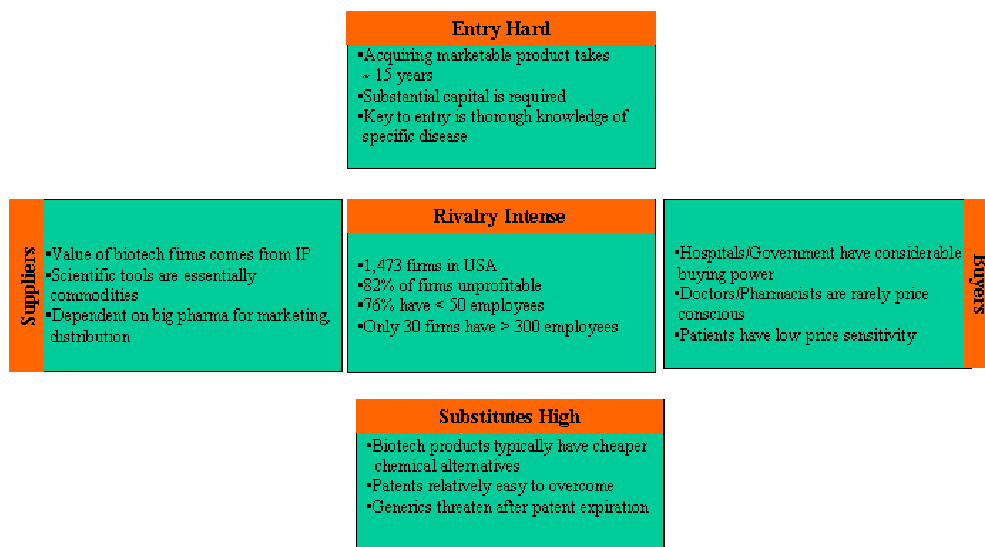 Entry Hard
▪Acquiring marketable product takes
~ 15 years
▪Substantial capital is required
▪Key to entry is thorough knowledge of
specific disease
Suppliers
▪Value of biotech firms comes from IP
▪Scientific tools are essentially
commodities
▪Dependent on big pharma for marketing,
distribution
Rivalry Intense
▪1,473 firms in USA
▪82% of firms unprofitable
▪76% have < 50 employees
▪Only 30 firms have > 300 employees
▪Hospitals/Government have considerable
buying power
▪Doctors/Pharmacists are rarely price
conscious
▪Patients have low price sensitivity
Buyers
Substitutes High
▪Biotech products typically have cheaper
chemical alternatives
▪Patents relatively easy to overcome
▪Generics threaten after patent expiration